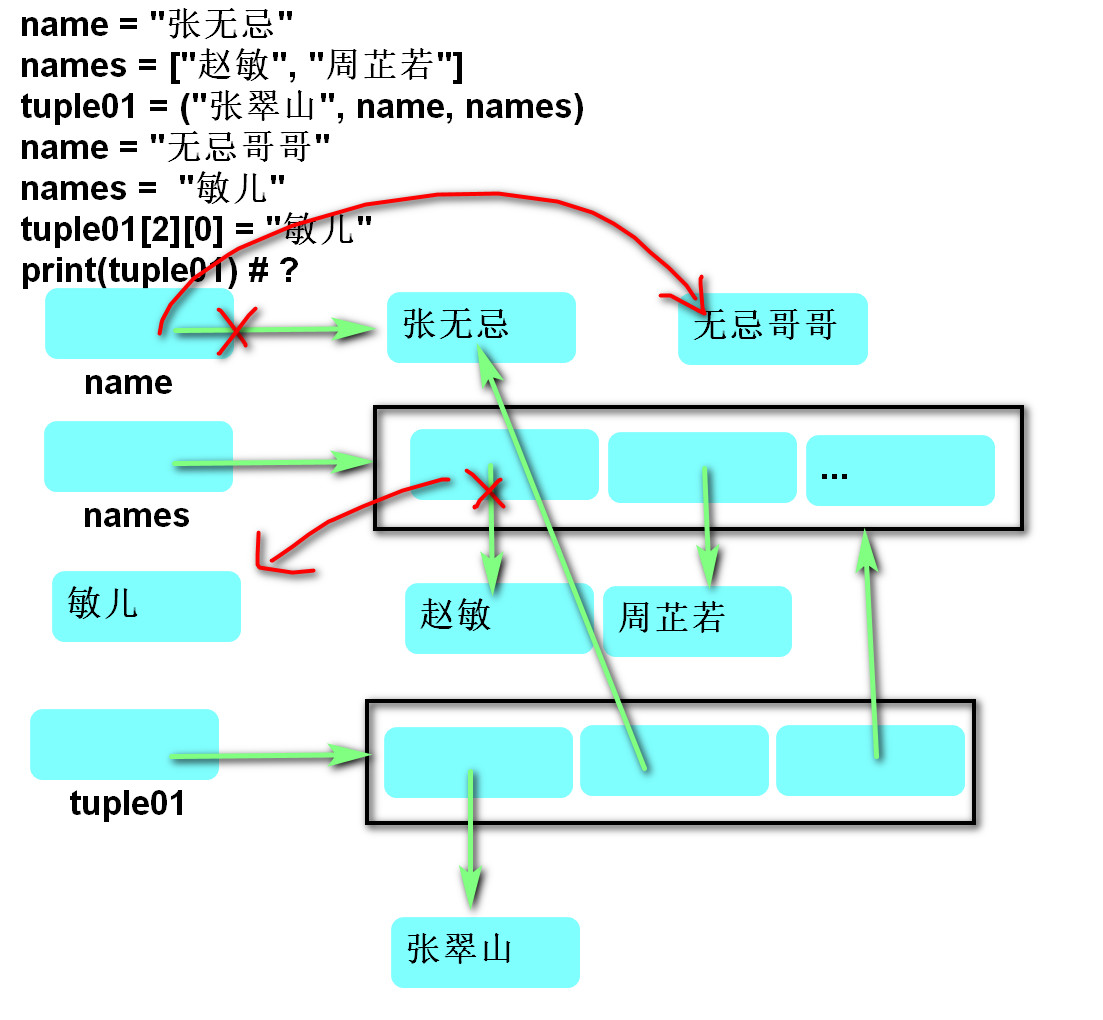 name = "张无忌"
names = ["赵敏", "周芷若"]
tuple01 = ("张翠山", name, names)
name = "无忌哥哥"
names =  "敏儿"
tuple01[2][0] = "敏儿"
print(tuple01) # ?
张无忌
无忌哥哥
name
...
names
敏儿
赵敏
周芷若
tuple01
张翠山